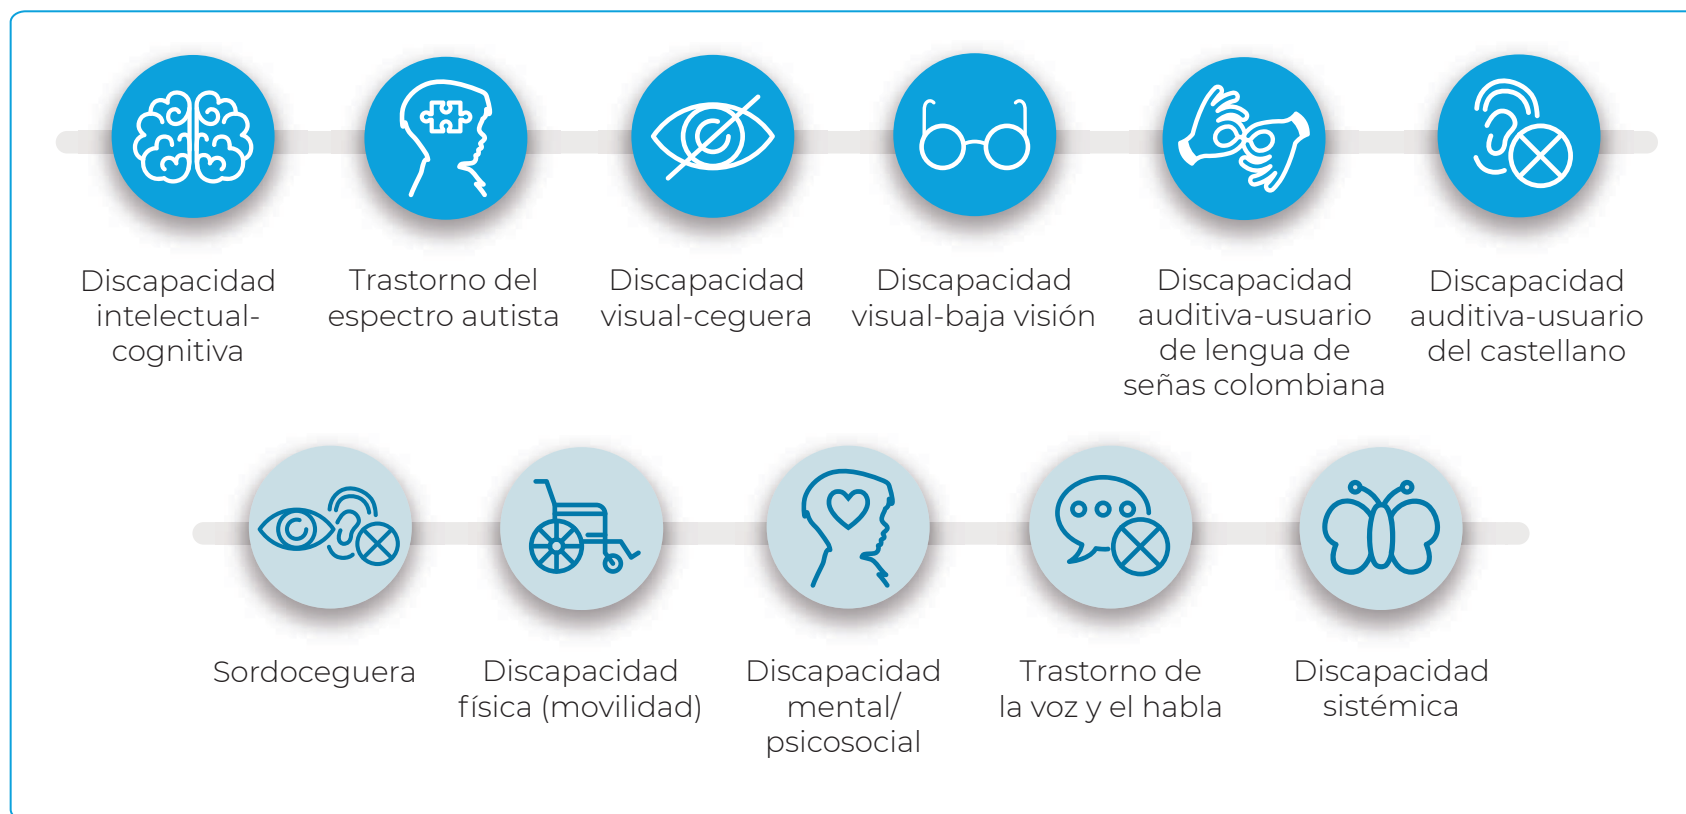 Discapacidad
intelectual-
cognitiva
Trastorno del
espectro autista
Discapacidad
visual-ceguera
Discapacidad
visual-baja visión
Discapacidad
auditiva-usuario
de lengua de
señas colombiana
Discapacidad
auditiva-usuario
del castellano
Sordoceguera
Discapacidad
física (movilidad)
Discapacidad
mental/
psicosocial
Trastorno de
la voz y el habla
Discapacidad
sistémica